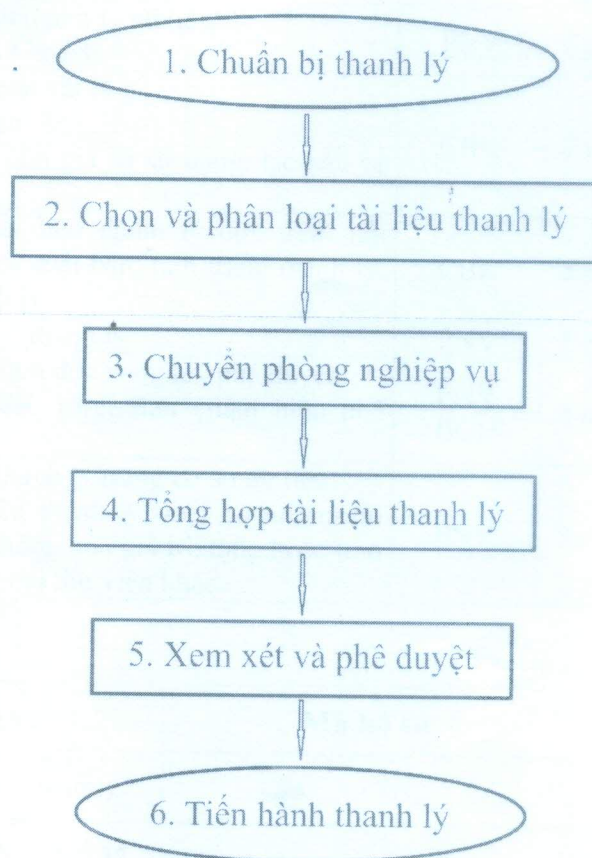 1. Chuẩn bị thanh lý
2. Chọn và phân loại tài liệu thanh lý
3. Chuyển phòng nghiệp vụ
4. Tổng hợp tài liệu thanh lý
5. Xem xét và phê duyệt
6. Tiến hành thanh lý